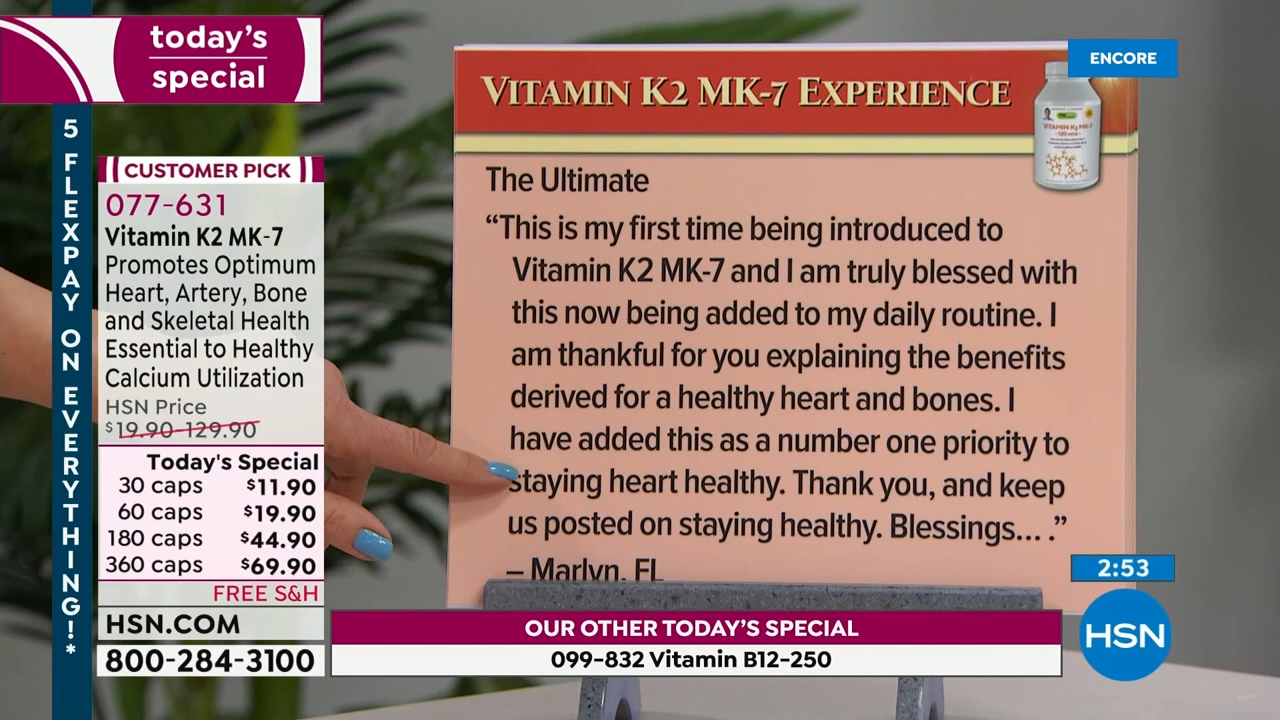 today's
special
ENCORE
5 FLEXPAY ON EVERYTHING!*
CUSTOMER PICK
077-631
Vitamin K2 MK-7
Promotes Optimum
Heart, Artery, Bone
and Skeletal Health
Essential to Healthy
Calcium Utilization
HSN Price
$19.90-129.90
Today's Special
30 caps $11.90
60 caps $19.90
180 caps $44.90
360 caps $69.90
FREE S&H
HSN.COM
800-284-3100
VITAMIN K2 MK-7 EXPERIENCE
VITAMIN K2 MK-7
The Ultimate
“This is my first time being introduced to
Vitamin K2 MK-7 and I am truly blessed with
this now being added to my daily routine. I
am thankful for you explaining the benefits
derived for a healthy heart and bones. I
have added this as a number one priority to
staying heart healthy. Thank you, and keep
us posted on staying healthy. Blessings... .”
– Marlyn, FL
2:53
HSN
OUR OTHER TODAY'S SPECIAL
099-832 Vitamin B12-250